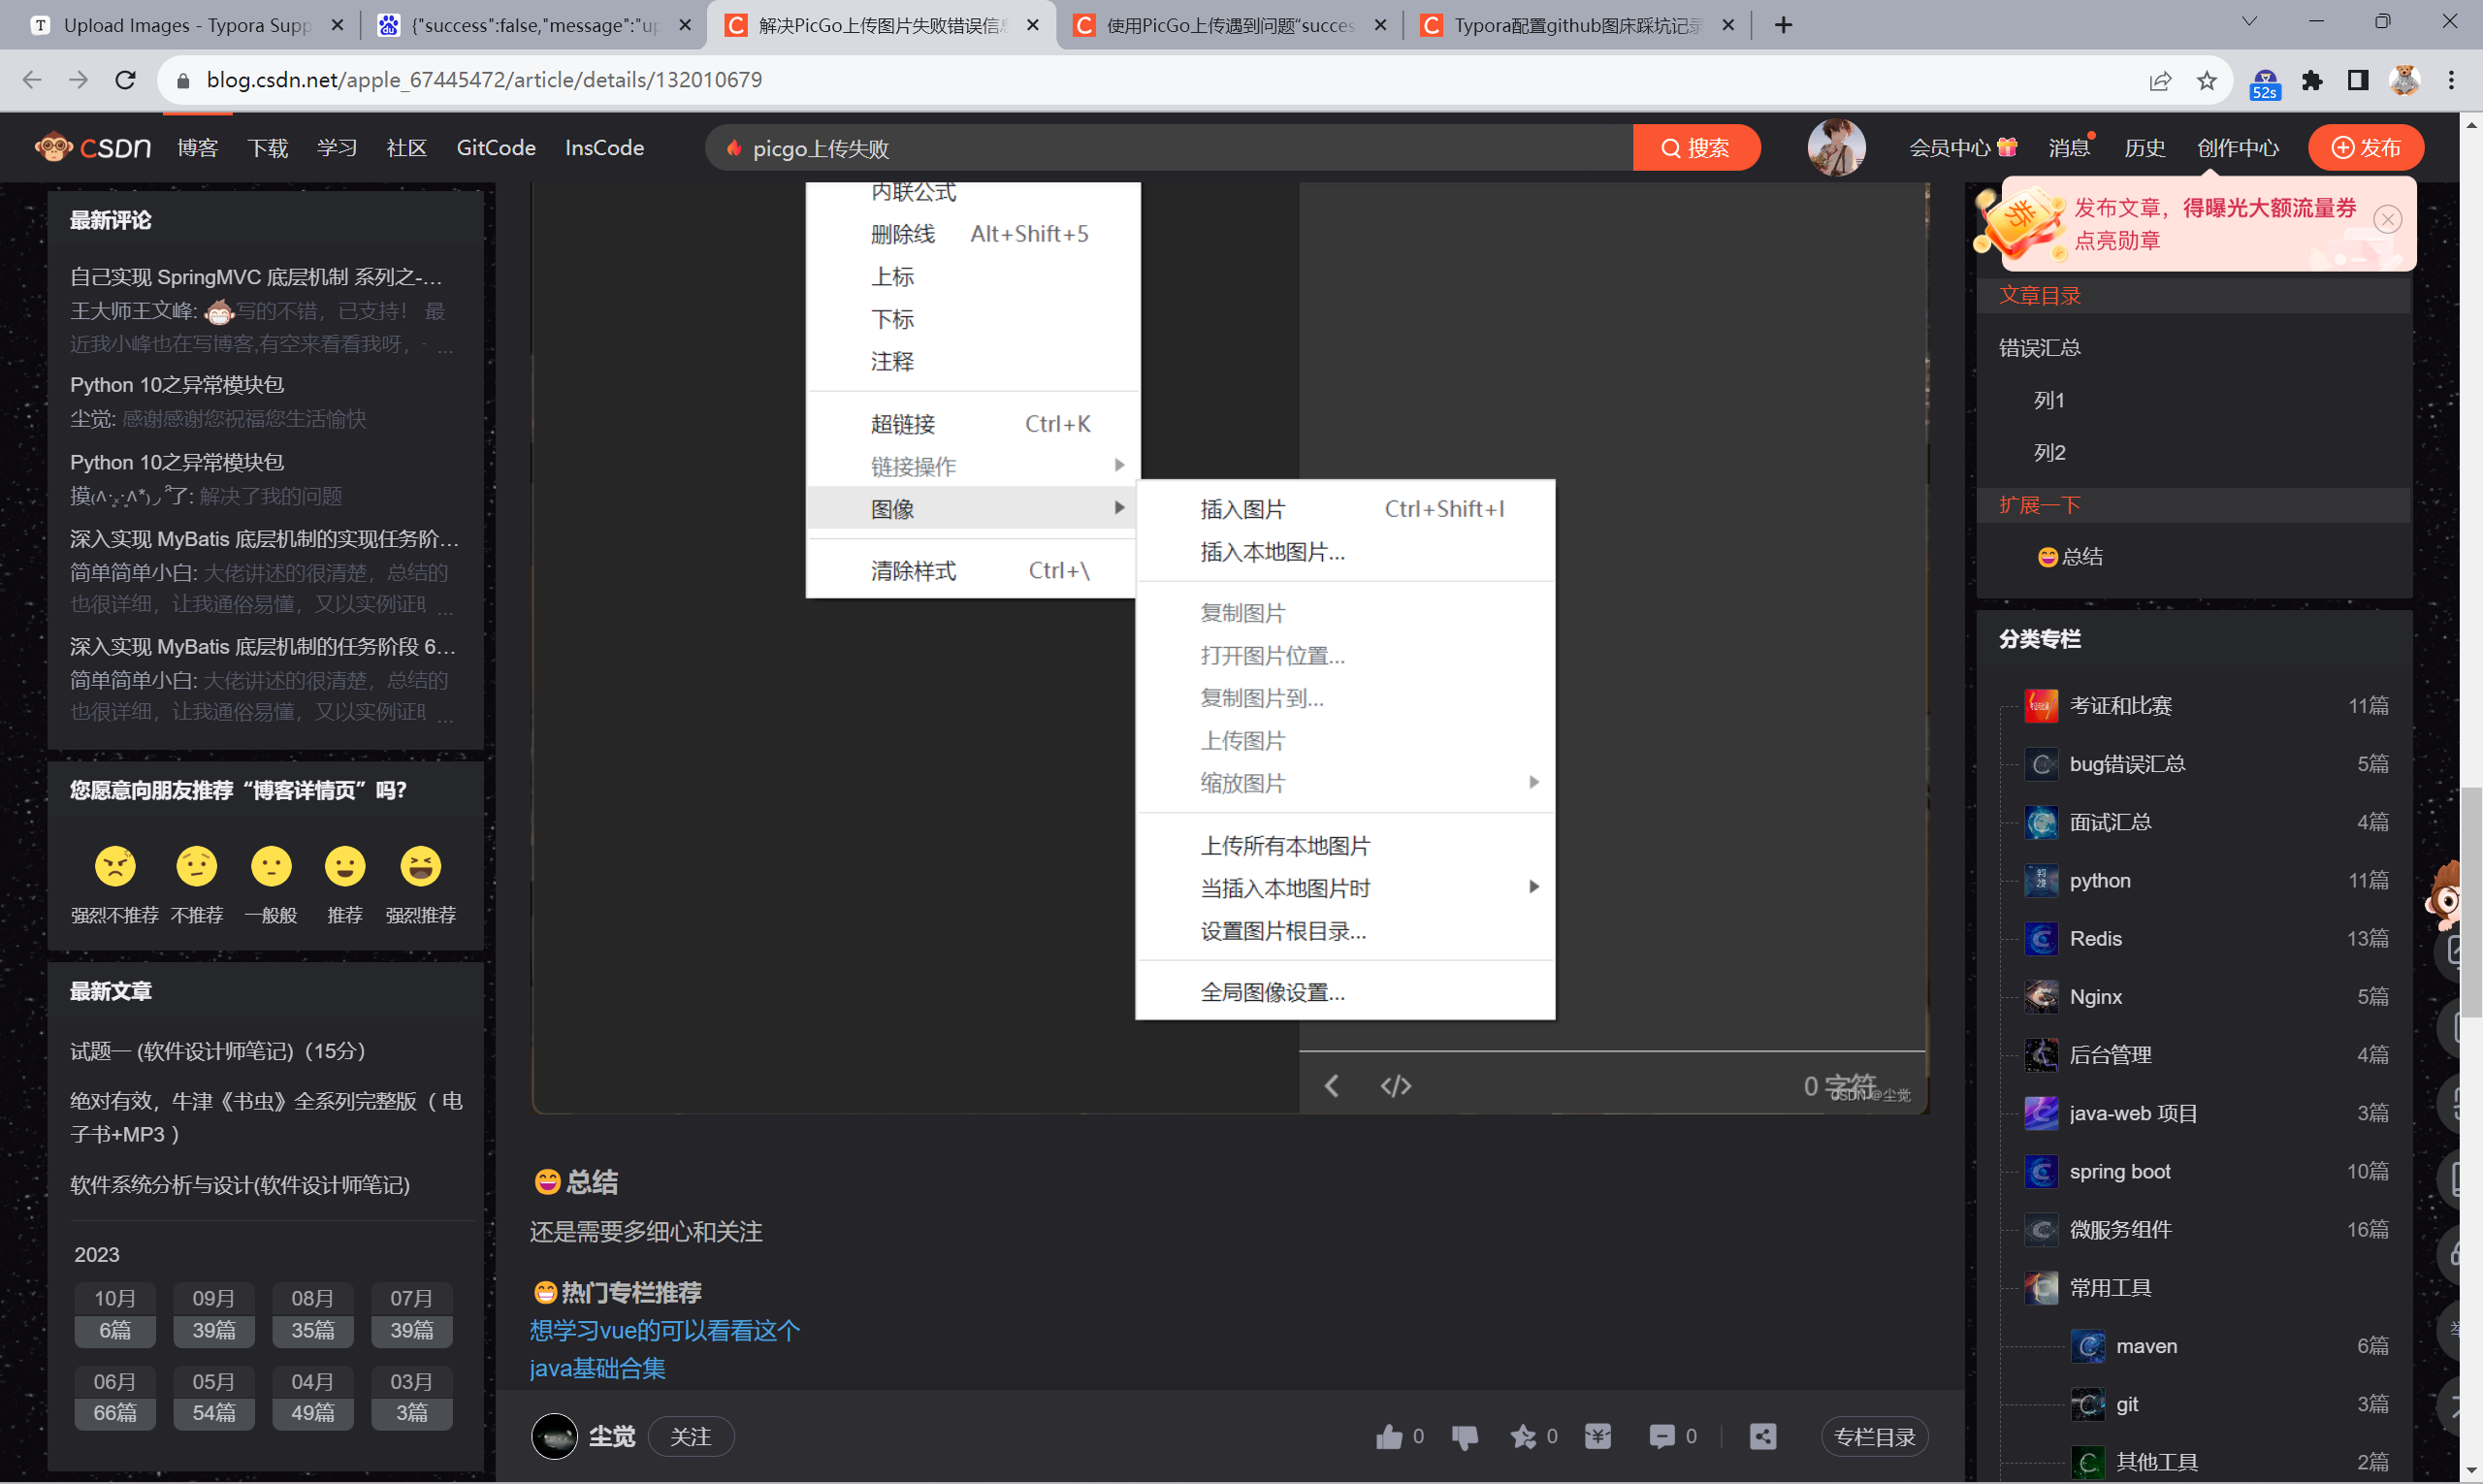 Upload Images - Typora Supp
{"success":false,"message":"up
解决PicGo上传图片失败错误信息
使用PicGo上传遇到问题“succes
Typora配置github图床踩坑记录
blog.csdn.net/apple_67445472/article/details/132010679
52s
CSDN 博客 下载 学习 社区 GitCode InsCode
picgo上传失败
搜索
会员中心 消息 历史 创作中心 发布
发布文章，得曝光大额流量券
点亮勋章
最新评论
自己实现 SpringMVC 底层机制 系列之-...
王大师王文峰: 写的不错，已支持！ 最
近我小峰也在写博客,有空来看看我呀， ...
Python 10之异常模块包
尘觉: 感谢感谢您祝福您生活愉快
Python 10之异常模块包
解决了我的问题
深入实现 MyBatis 底层机制的实现任务阶...
简单简单小白: 大佬讲述的很清楚，总结的
也很详细，让我通俗易懂，又以实例证 ...
深入实现 MyBatis 底层机制的任务阶段 6...
简单简单小白: 大佬讲述的很清楚，总结的
也很详细，让我通俗易懂，又以实例证 ...
您愿意向朋友推荐“博客详情页”吗？
强烈不推荐 不推荐 一般般 推荐 强烈推荐
最新文章
试题一 (软件设计师笔记)（15分）
绝对有效，牛津《书虫》全系列完整版（ 电
子书+MP3 ）
软件系统分析与设计(软件设计师笔记)
2023
10月 09月 08月 07月
6篇 39篇 35篇 39篇
06月 05月 04月 03月
66篇 54篇 49篇 3篇
内联公式
删除线 Alt+Shift+5
上标
下标
注释
超链接 Ctrl+K
链接操作
图像
清除样式 Ctrl+\
插入图片 Ctrl+Shift+I
插入本地图片...
复制图片
打开图片位置...
复制图片到...
上传图片
缩放图片
上传所有本地图片
当插入本地图片时
设置图片根目录...
全局图像设置...
0 字符
CSDN @尘觉
😄总结
还是需要多细心和关注
😁热门专栏推荐
想学习vue的可以看看这个
java基础合集
尘觉 关注
0 0 0 专栏目录
文章目录
错误汇总
列1
列2
扩展一下
😄总结
分类专栏
考证和比赛 11篇
bug错误汇总 5篇
面试汇总 4篇
python 11篇
Redis 13篇
Nginx 5篇
后台管理 4篇
java-web 项目 3篇
spring boot 10篇
微服务组件 16篇
常用工具
maven 6篇
git 3篇
其他工具 2篇